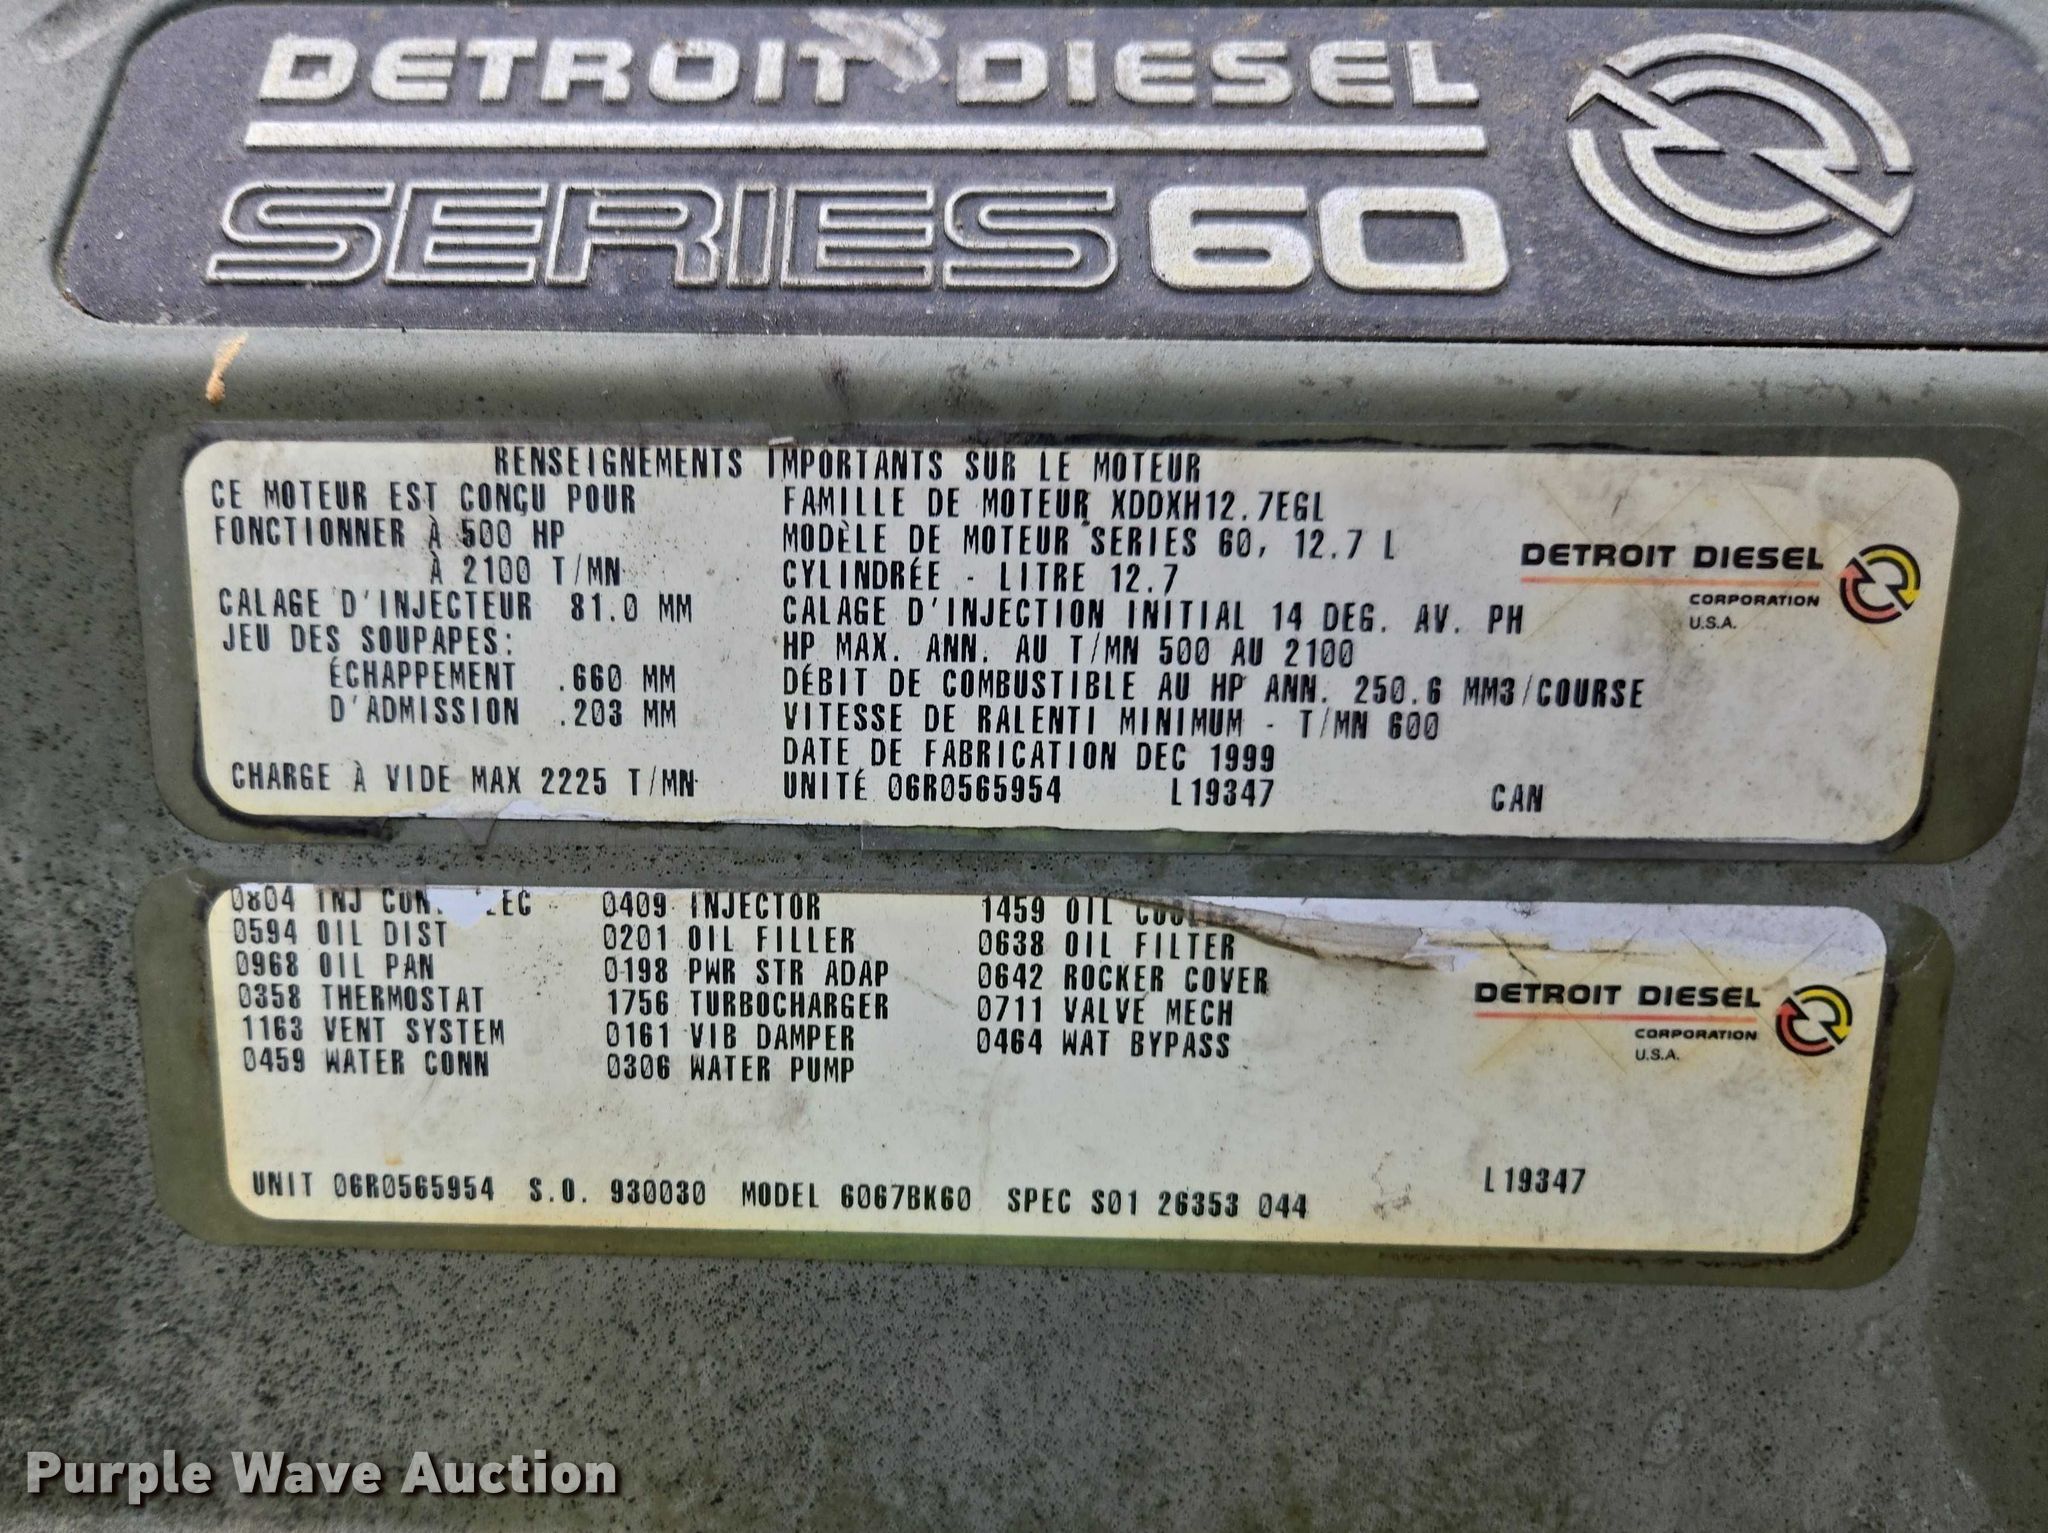 DETROIT DIESEL
SERIES 60
RENSEIGNEMENTS IMPORTANTS SUR LE MOTEUR
CE MOTEUR EST CONÇU POUR
FONCTIONNER À 500 HP
À 2100 T/MN
CALAGE D'INJECTEUR 81.0 MM
JEU DES SOUPAPES:
ÉCHAPPEMENT .660 MM
D'ADMISSION .203 MM
CHARGE À VIDE MAX 2225 T/MN
FAMILLE DE MOTEUR XDDXH12.7EGL
MODÈLE DE MOTEUR SERIES 60, 12.7 L
CYLINDRÉE - LITRE 12.7
CALAGE D'INJECTION INITIAL 14 DEG. AV. PH
HP MAX. ANN. AU T/MN 500 AU 2100
DÉBIT DE COMBUSTIBLE AU HP ANN. 250.6 MM3/COURSE
VITESSE DE RALENTI MINIMUM - T/MN 600
DATE DE FABRICATION DEC 1999
UNITÉ 06R0565954 L19347 CAN
DETROIT DIESEL
CORPORATION
U.S.A.
0804 INJ 0409 INJECTOR 1459 OIL
0594 OIL DIST 0201 OIL FILLER 0638 OIL FILTER
0968 OIL PAN 0198 PWR STR ADAP 0642 ROCKER COVER
0358 THERMOSTAT 1756 TURBOCHARGER 0711 VALVE MECH
1163 VENT SYSTEM 0161 VIB DAMPER 0464 WAT BYPASS
0459 WATER CONN 0306 WATER PUMP
DETROIT DIESEL
CORPORATION
U.S.A.
UNIT 06R0565954 S.O. 930030 MODEL 6067BK60 SPEC S01 26353 044 L19347
Purple Wave Auction